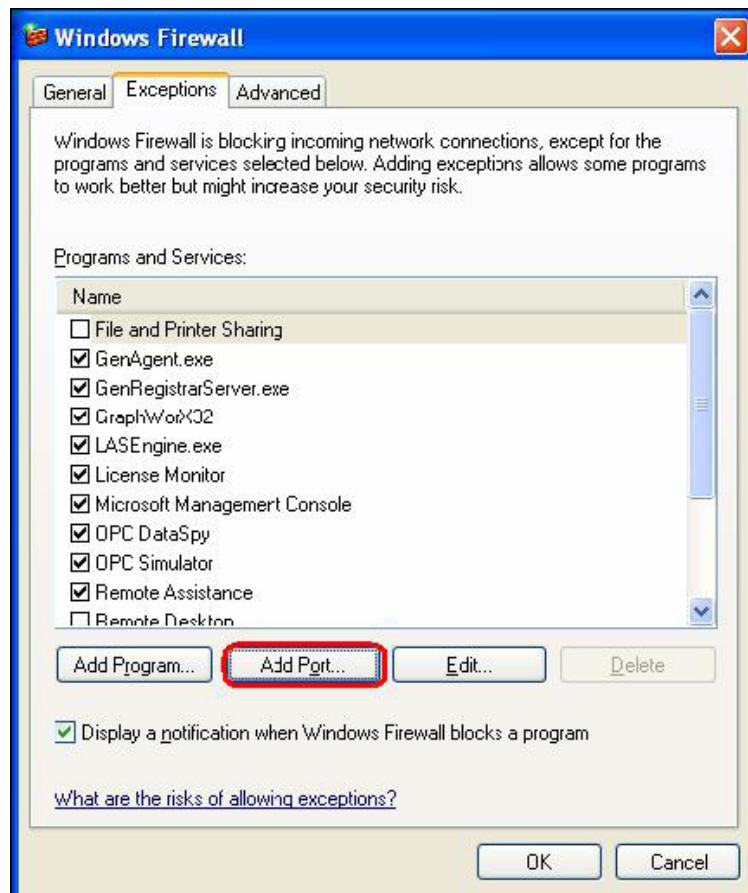 Windows Firewall
General Exceptions Advanced
Windows Firewall is blocking incoming network connections, except for the
programs and services selected below. Adding exceptions allows some programs
to work better but might increase your security risk.
Programs and Services:
Name
File and Printer Sharing
GenAgent.exe
GenRegistrarServer.exe
GraphWorX32
LASEngine.exe
License Monitor
Microsoft Management Console
OPC DataSpy
OPC Simulator
Remote Assistance
Remote Desktop
Add Program... Add Port... Edit... Delete
Display a notification when Windows Firewall blocks a program
What are the risks of allowing exceptions?
OK Cancel